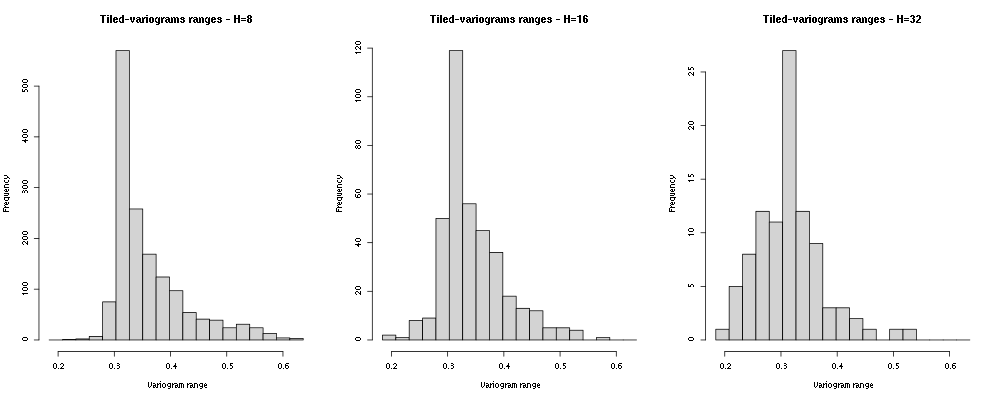 Tiled-variograms ranges - H=8
Frequency
500
400
300
200
100
0
0.2 0.3 0.4 0.5 0.6
Variogram range
Tiled-variograms ranges - H=16
Frequency
120
100
80
60
40
20
0
0.2 0.3 0.4 0.5 0.6
Variogram range
Tiled-variograms ranges - H=32
Frequency
25
20
15
10
5
0
0.2 0.3 0.4 0.5 0.6
Variogram range